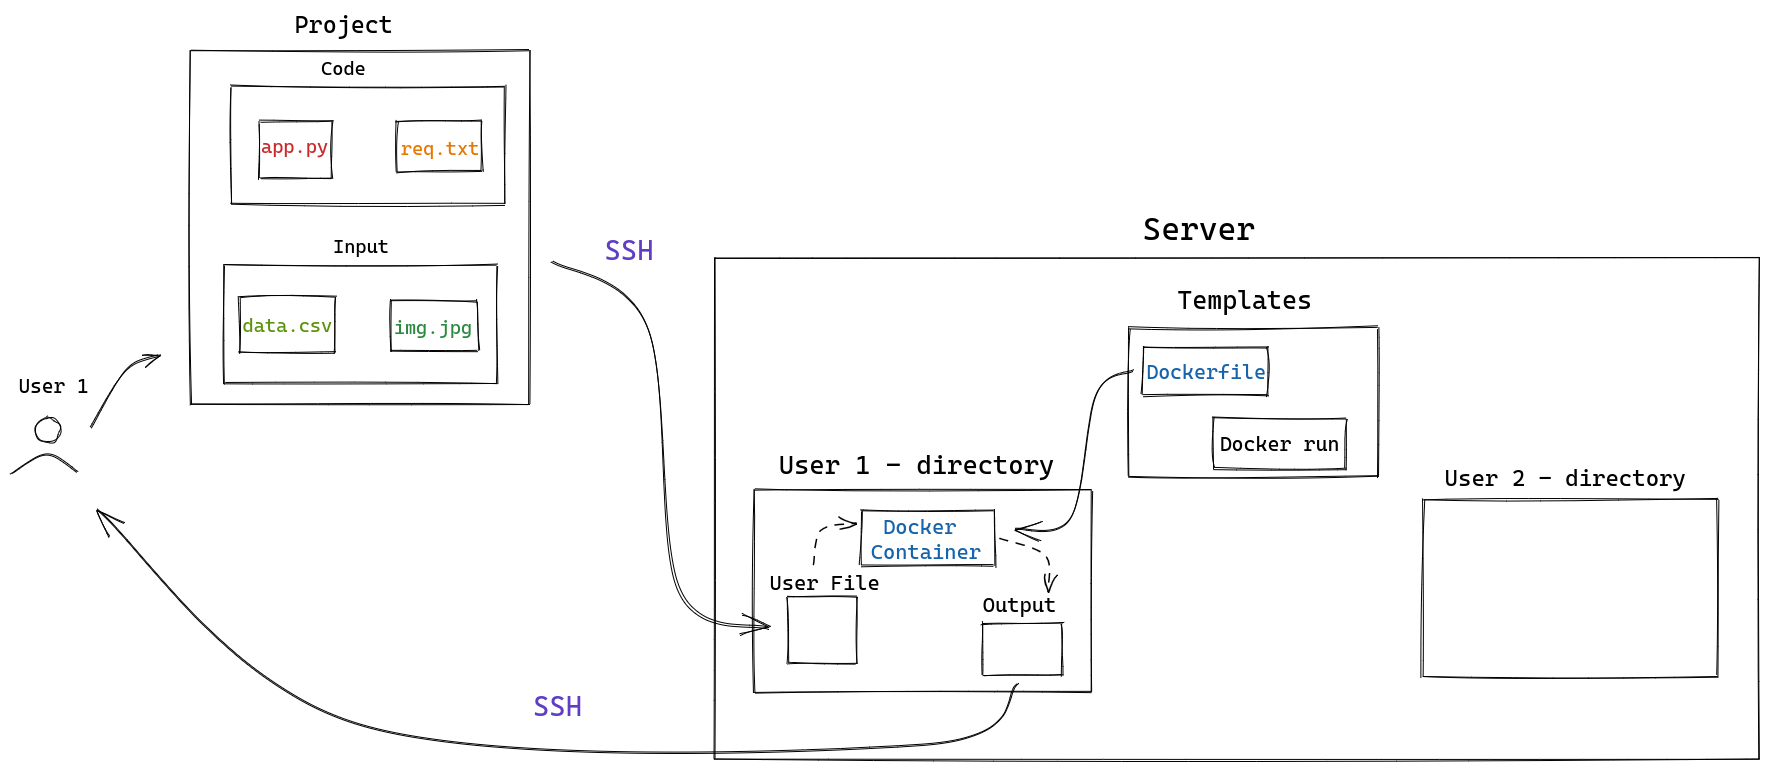 Project
Code
app.py
req.txt
Input
data.csv
img.jpg
User 1
SSH
Server
Templates
Dockerfile
Docker run
User 1 - directory
Docker
Container
User File
Output
User 2 - directory
SSH